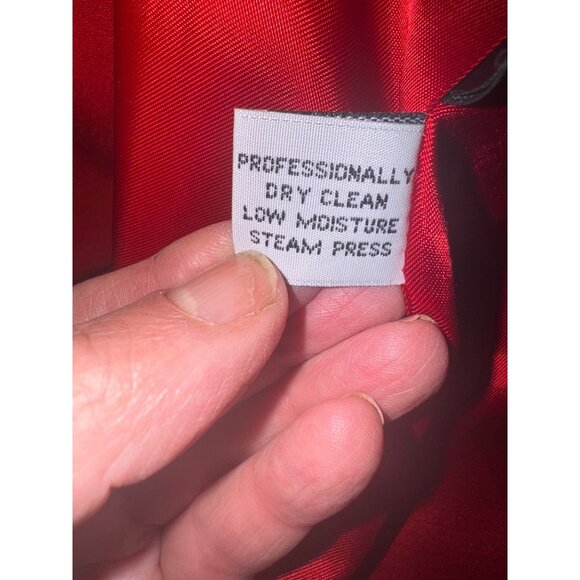 PROFESSIONALLY
DRY CLEAN
LOW MOISTURE
STEAM PRESS